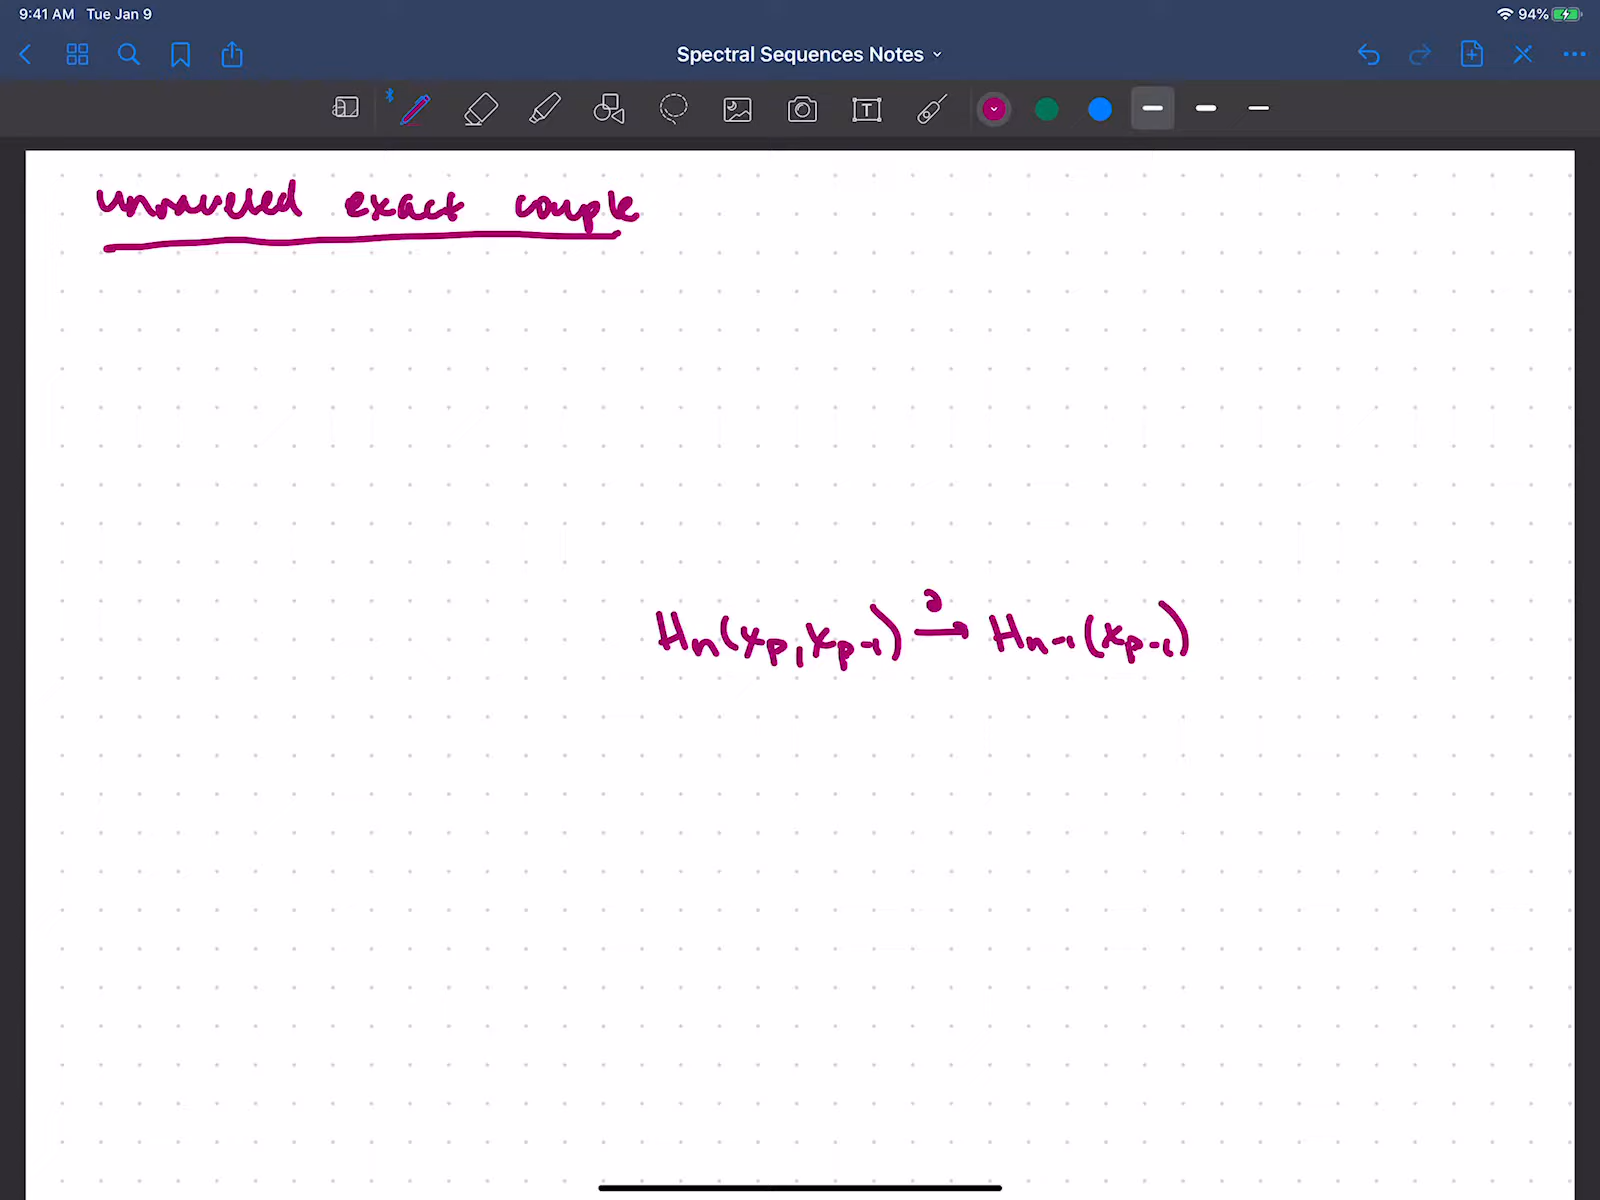 9:41 AM Tue Jan 9 94%
Spectral Sequences Notes
T
unraveled exact couple
Hn(Xp,Xp-1) ∂→ Hn-1(Xp-1)